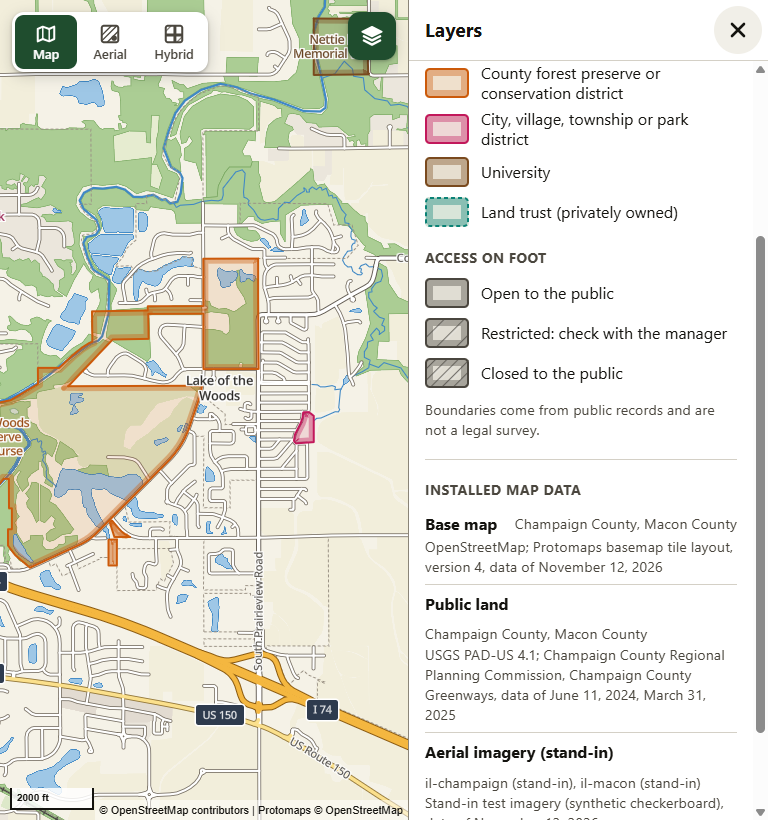 Map
Aerial
Hybrid
Nettie
Memorial
Lake of the
Woods
oods
erve
urse
South Prairieview Road
US 150
I 74
US Route 150
2000 ft
© OpenStreetMap contributors | Protomaps © OpenStreetMap
Layers
County forest preserve or
conservation district
City, village, township or park
district
University
Land trust (privately owned)
ACCESS ON FOOT
Open to the public
Restricted: check with the manager
Closed to the public
Boundaries come from public records and are
not a legal survey.
INSTALLED MAP DATA
Base map Champaign County, Macon County
OpenStreetMap; Protomaps basemap tile layout,
version 4, data of November 12, 2026
Public land
Champaign County, Macon County
USGS PAD-US 4.1; Champaign County Regional
Planning Commission, Champaign County
Greenways, data of June 11, 2024, March 31,
2025
Aerial imagery (stand-in)
il-champaign (stand-in), il-macon (stand-in)
Stand-in test imagery (synthetic checkerboard),